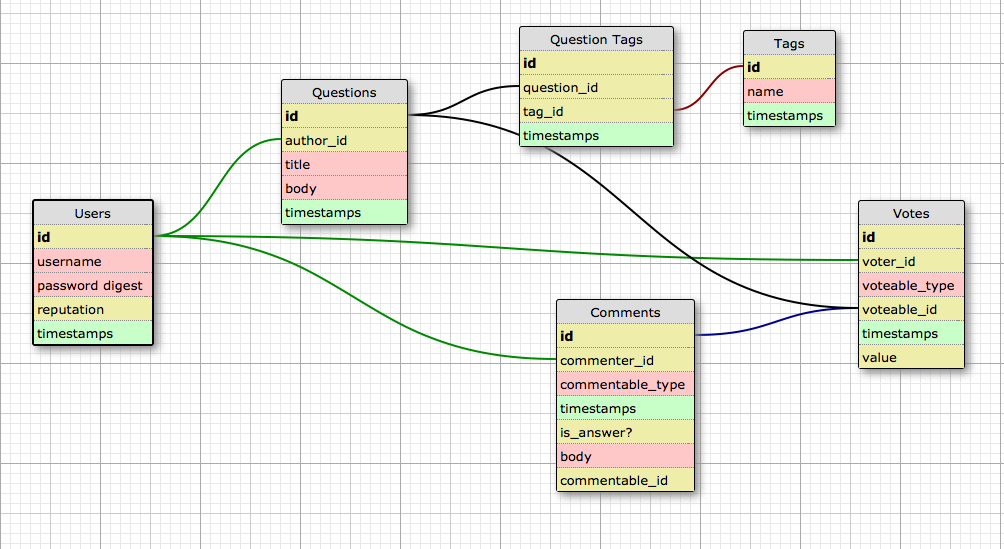 Users
id
username
password digest
reputation
timestamps
Questions
id
author_id
title
body
timestamps
Question Tags
id
question_id
tag_id
timestamps
Tags
id
name
timestamps
Comments
id
commenter_id
commentable_type
timestamps
is_answer?
body
commentable_id
Votes
id
voter_id
voteable_type
voteable_id
timestamps
value